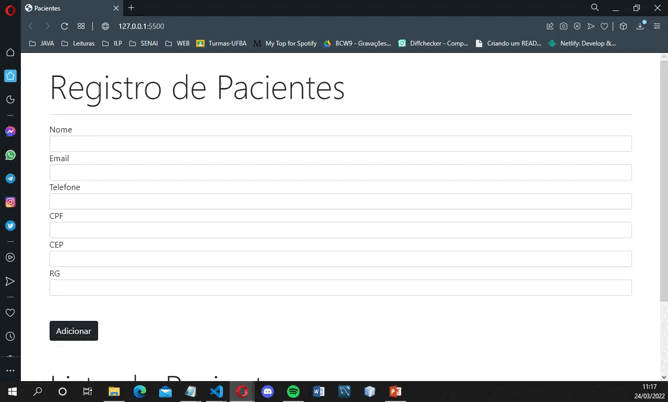 Pacientes
127.0.0.1:5500
JAVA Leituras ILP SENAI WEB Turmas-UFBA My Top for Spotify BCW9 - Gravações... Diffchecker - Comp... Criando um READ... Netlify: Develop &...
Registro de Pacientes
Nome
Email
Telefone
CPF
CEP
RG
Adicionar
11:17
24/03/2022